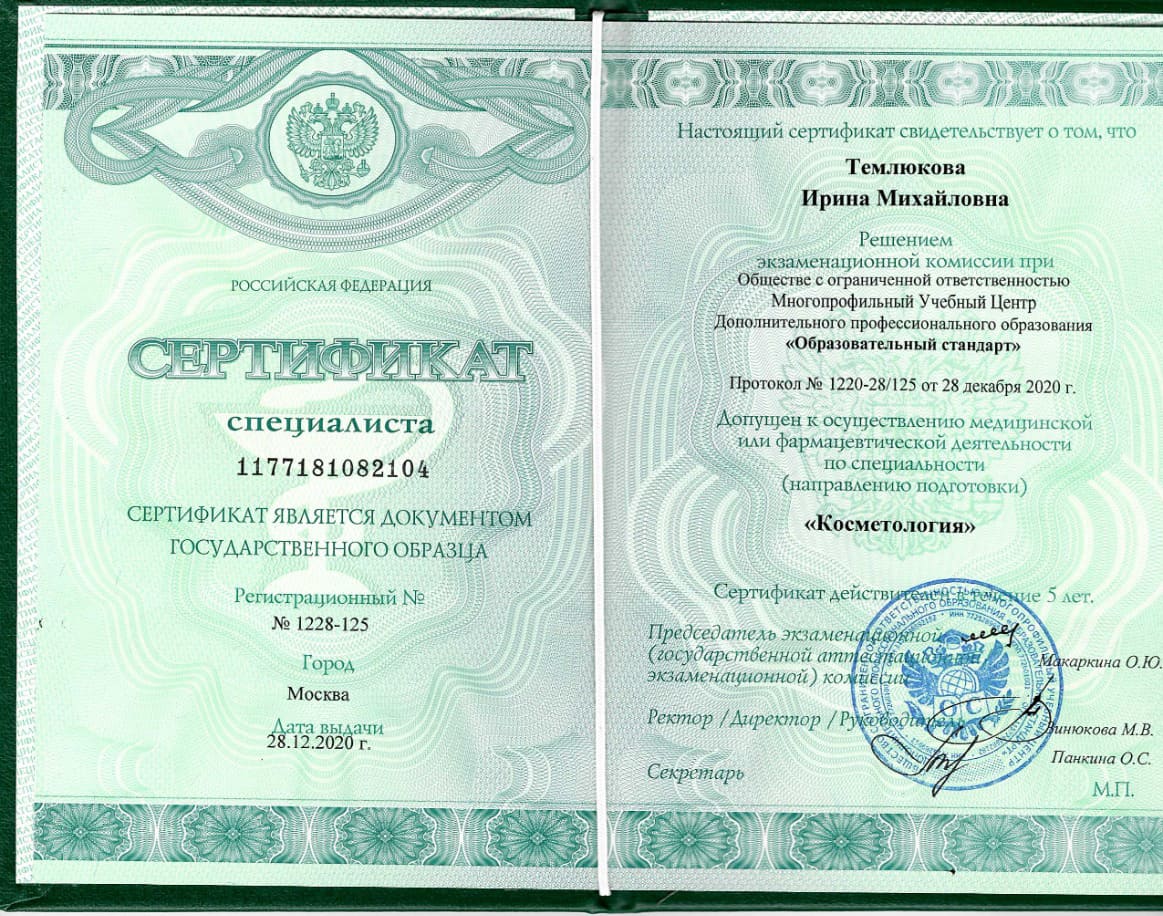 РОССИЙСКАЯ ФЕДЕРАЦИЯ
СЕРТИФИКАТ
специалиста
1177181082104
СЕРТИФИКАТ ЯВЛЯЕТСЯ ДОКУМЕНТОМ
ГОСУДАРСТВЕННОГО ОБРАЗЦА
Регистрационный №
№ 1228-125
Город
Москва
Дата выдачи
28.12.2020 г.
Настоящий сертификат свидетельствует о том, что
Темлюкова
Ирина Михайловна
Решением
экзаменационной комиссии при
Обществе с ограниченной ответственностью
Многопрофильный Учебный Центр
Дополнительного профессионального образования
«Образовательный стандарт»
Протокол № 1220-28/125 от 28 декабря 2020 г.
Допущен к осуществлению медицинской
или фармацевтической деятельности
по специальности
(направлению подготовки)
«Косметология»
Сертификат действителен в течение 5 лет.
Председатель экзаменационной
(государственной аттестационной
экзаменационной) комиссии
Макаркина О.Ю.
Ректор /Директор /Руководитель
Винюкова М.В.
Панкина О.С.
Секретарь
М.П.
ОС